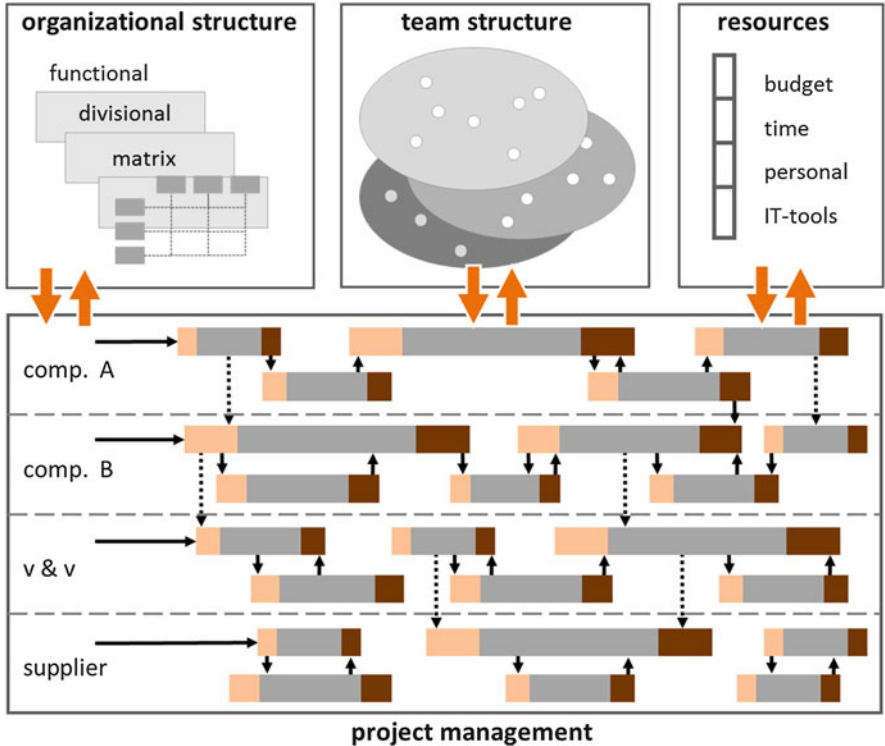 organizational structure
functional
divisional
matrix
team structure
resources
budget
time
personal
IT-tools
comp. A
comp. B
v & v
supplier
project management